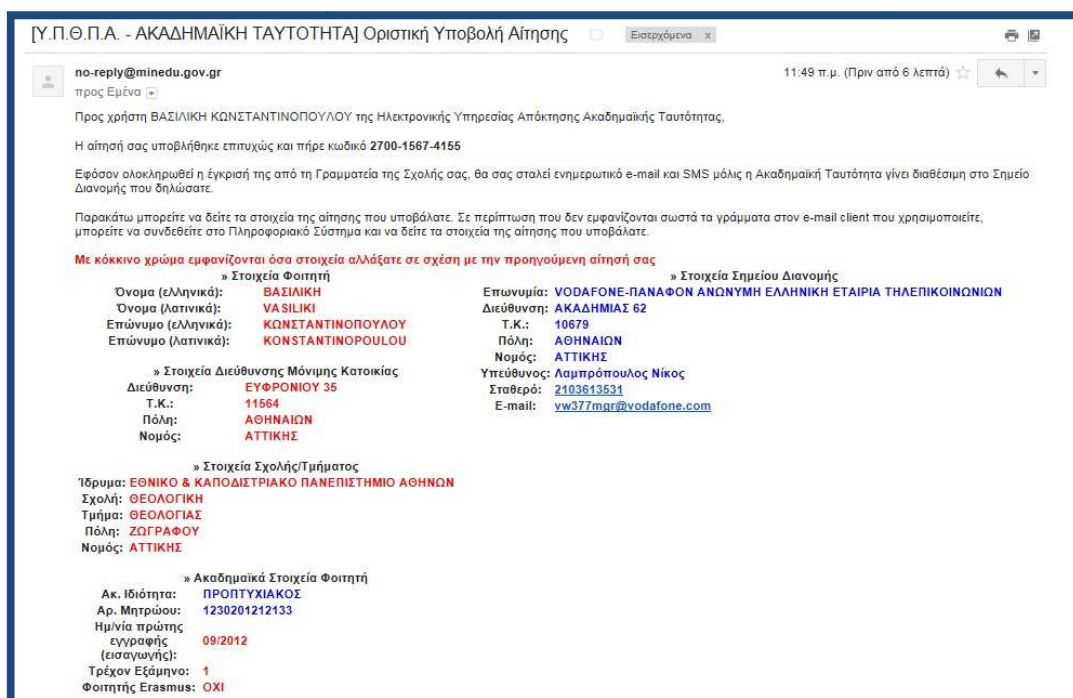 [Υ.Π.Θ.Π.Α. - ΑΚΑΔΗΜΑΪΚΗ ΤΑΥΤΟΤΗΤΑ] Οριστική Υποβολή Αίτησης
Εισερχόμενα x
no-reply@minedu.gov.gr
11:49 π.μ. (Πριν από 6 λεπτά)
προς Εμένα
Προς χρήστη ΒΑΣΙΛΙΚΗ ΚΩΝΣΤΑΝΤΙΝΟΠΟΥΛΟΥ της Ηλεκτρονικής Υπηρεσίας Απόκτησης Ακαδημαϊκής Ταυτότητας,
Η αίτησή σας υποβλήθηκε επιτυχώς και πήρε κωδικό 2700-1567-4155
Εφόσον ολοκληρωθεί η έγκρισή της από τη Γραμματεία της Σχολής σας, θα σας σταλεί ενημερωτικό e-mail και SMS μόλις η Ακαδημαϊκή Ταυτότητα γίνει διαθέσιμη στο Σημείο
Διανομής που δηλώσατε.
Παρακάτω μπορείτε να δείτε τα στοιχεία της αίτησης που υποβάλατε. Σε περίπτωση που δεν εμφανίζονται σωστά τα γράμματα στον e-mail client που χρησιμοποιείτε,
μπορείτε να συνδεθείτε στο Πληροφοριακό Σύστημα και να δείτε τα στοιχεία της αίτησης που υποβάλατε.
Με κόκκινο χρώμα εμφανίζονται όσα στοιχεία αλλάξατε σε σχέση με την προηγούμενη αίτησή σας
» Στοιχεία Φοιτητή
Όνομα (ελληνικά): ΒΑΣΙΛΙΚΗ
Όνομα (λατινικά): VASILIKI
Επώνυμο (ελληνικά): ΚΩΝΣΤΑΝΤΙΝΟΠΟΥΛΟΥ
Επώνυμο (λατινικά): KONSTANTINOPOULOU
» Στοιχεία Διεύθυνσης Μόνιμης Κατοικίας
Διεύθυνση: ΕΥΦΡΟΝΙΟΥ 35
Τ.Κ.: 11564
Πόλη: ΑΘΗΝΑΙΩΝ
Νομός: ΑΤΤΙΚΗΣ
» Στοιχεία Σχολής/Τμήματος
Ίδρυμα: ΕΘΝΙΚΟ & ΚΑΠΟΔΙΣΤΡΙΑΚΟ ΠΑΝΕΠΙΣΤΗΜΙΟ ΑΘΗΝΩΝ
Σχολή: ΘΕΟΛΟΓΙΚΗ
Τμήμα: ΘΕΟΛΟΓΙΑΣ
Πόλη: ΖΩΓΡΑΦΟΥ
Νομός: ΑΤΤΙΚΗΣ
» Ακαδημαϊκά Στοιχεία Φοιτητή
Ακ. Ιδιότητα: ΠΡΟΠΤΥΧΙΑΚΟΣ
Αρ. Μητρώου: 1230201212133
Ημ/νία πρώτης
εγγραφής 09/2012
(εισαγωγής):
Τρέχον Εξάμηνο: 1
Φοιτητής Erasmus: ΟΧΙ
» Στοιχεία Σημείου Διανομής
Επωνυμία: VODAFONE-ΠΑΝΑΦΟΝ ΑΝΩΝΥΜΗ ΕΛΛΗΝΙΚΗ ΕΤΑΙΡΙΑ ΤΗΛΕΠΙΚΟΙΝΩΝΙΩΝ
Διεύθυνση: ΑΚΑΔΗΜΙΑΣ 62
Τ.Κ.: 10679
Πόλη: ΑΘΗΝΑΙΩΝ
Νομός: ΑΤΤΙΚΗΣ
Υπεύθυνος: Λαμπρόπουλος Νίκος
Σταθερό: 2103613531
E-mail: vw377mgr@vodafone.com